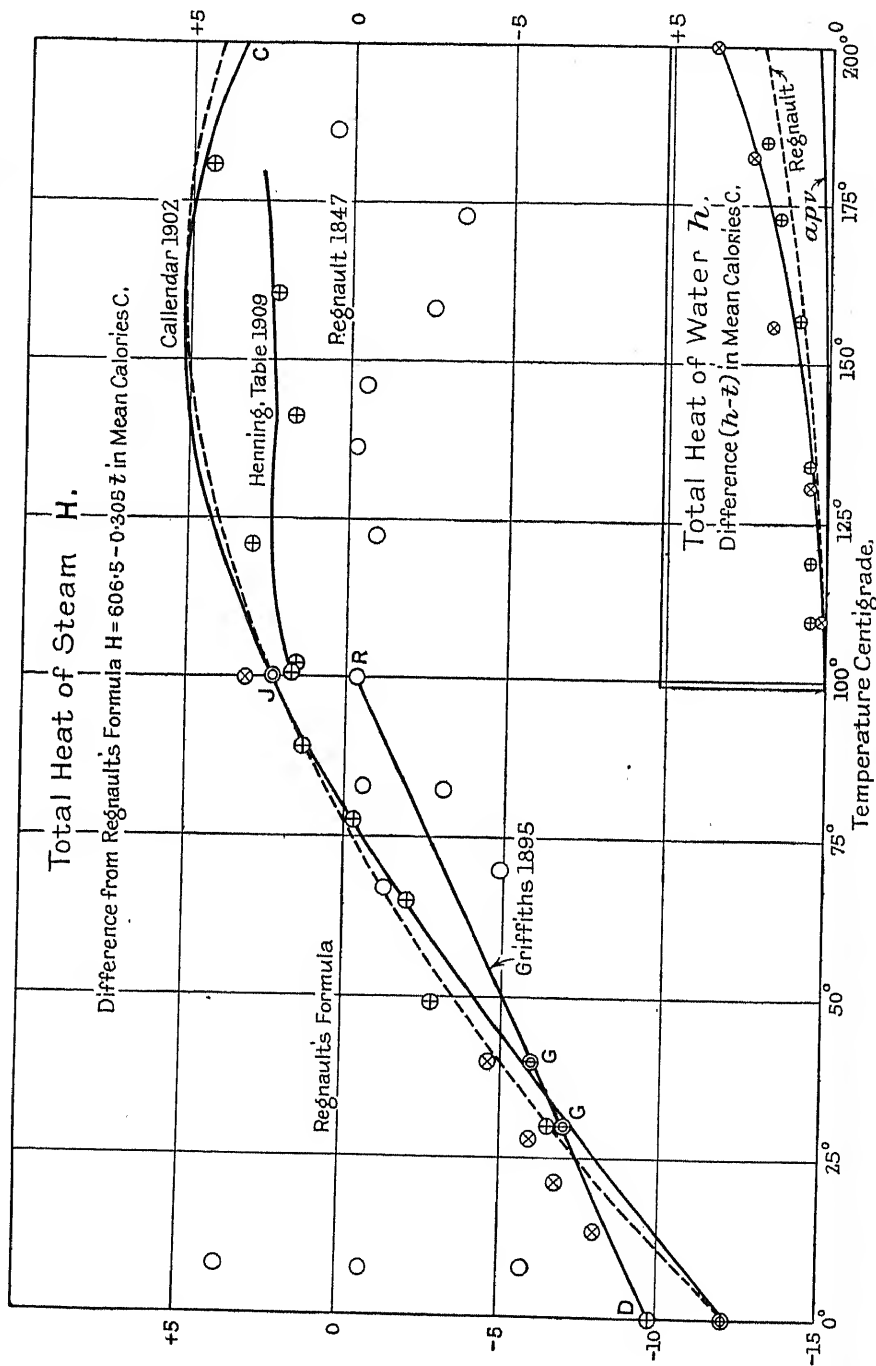 Total Heat of Steam H.
Difference from Regnault's Formula H=606·5-0·305t in Mean Calories C.
+5
0
-5
-10
-15
+5
0
-5
+5
0
Callendar 1902
C
Henning, Table 1909
Regnault 1847
J
R
Regnault's Formula
Griffiths 1895
G
G
D
Total Heat of Water h.
Difference (h-t) in Mean Calories C.
Regnault
apv
0°
25°
50°
75°
100°
125°
150°
175°
200°
Temperature Centigrade.